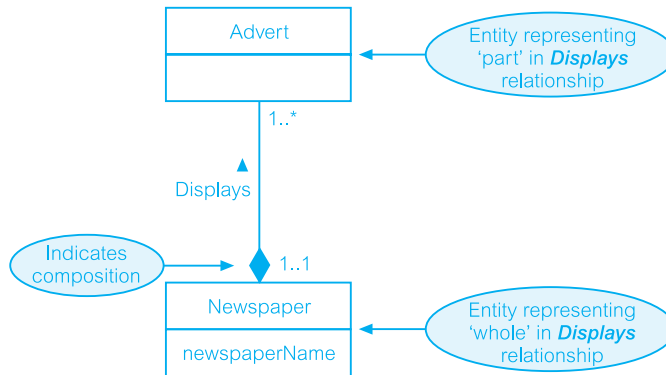 Advert
Entity representing
‘part’ in Displays
relationship
1..*
Displays
Indicates
composition
1..1
Newspaper
newspaperName
Entity representing
‘whole’ in Displays
relationship